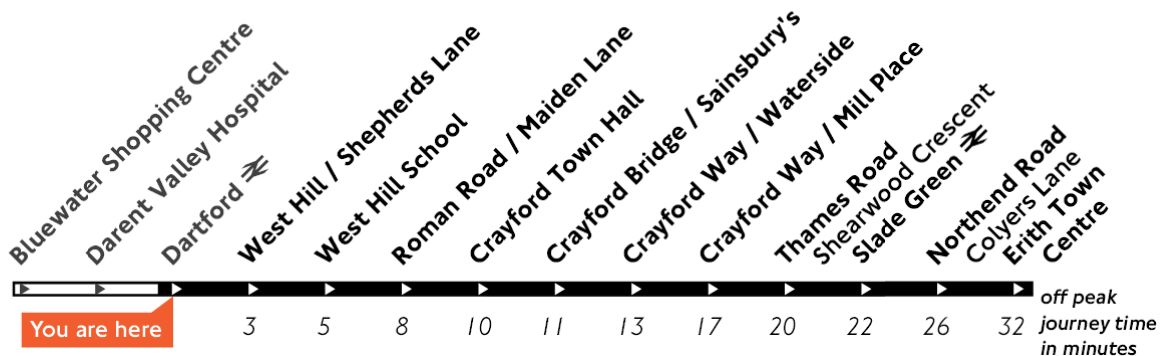 Bluewater Shopping Centre
Darent Valley Hospital
Dartford
West Hill / Shepherds Lane
West Hill School
Roman Road / Maiden Lane
Crayford Town Hall
Crayford Bridge / Sainsbury's
Crayford Way / Waterside
Crayford Way / Mill Place
Thames Road
Shearwood Crescent
Slade Green
Northend Road
Colyers Lane
Erith Town
Centre
You are here
3 5 8 10 11 13 17 20 22 26 32
off peak
journey time
in minutes